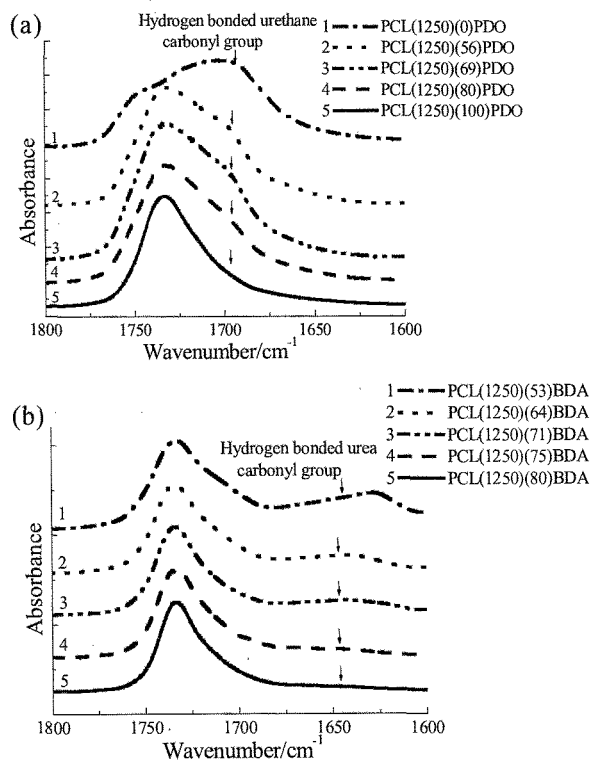 (a)
Hydrogen bonded urethane
carbonyl group
1 PCL(1250)(0)PDO
2 PCL(1250)(56)PDO
3 PCL(1250)(69)PDO
4 PCL(1250)(80)PDO
5 PCL(1250)(100)PDO
Absorbance
1
2
3
4
5
1800 1750 1700 1650 1600
Wavenumber/cm-1
(b)
1 PCL(1250)(53)BDA
2 PCL(1250)(64)BDA
3 PCL(1250)(71)BDA
4 PCL(1250)(75)BDA
5 PCL(1250)(80)BDA
Hydrogen bonded urea
carbonyl group
Absorbance
1
2
3
4
5
1800 1750 1700 1650 1600
Wavenumber/cm-1